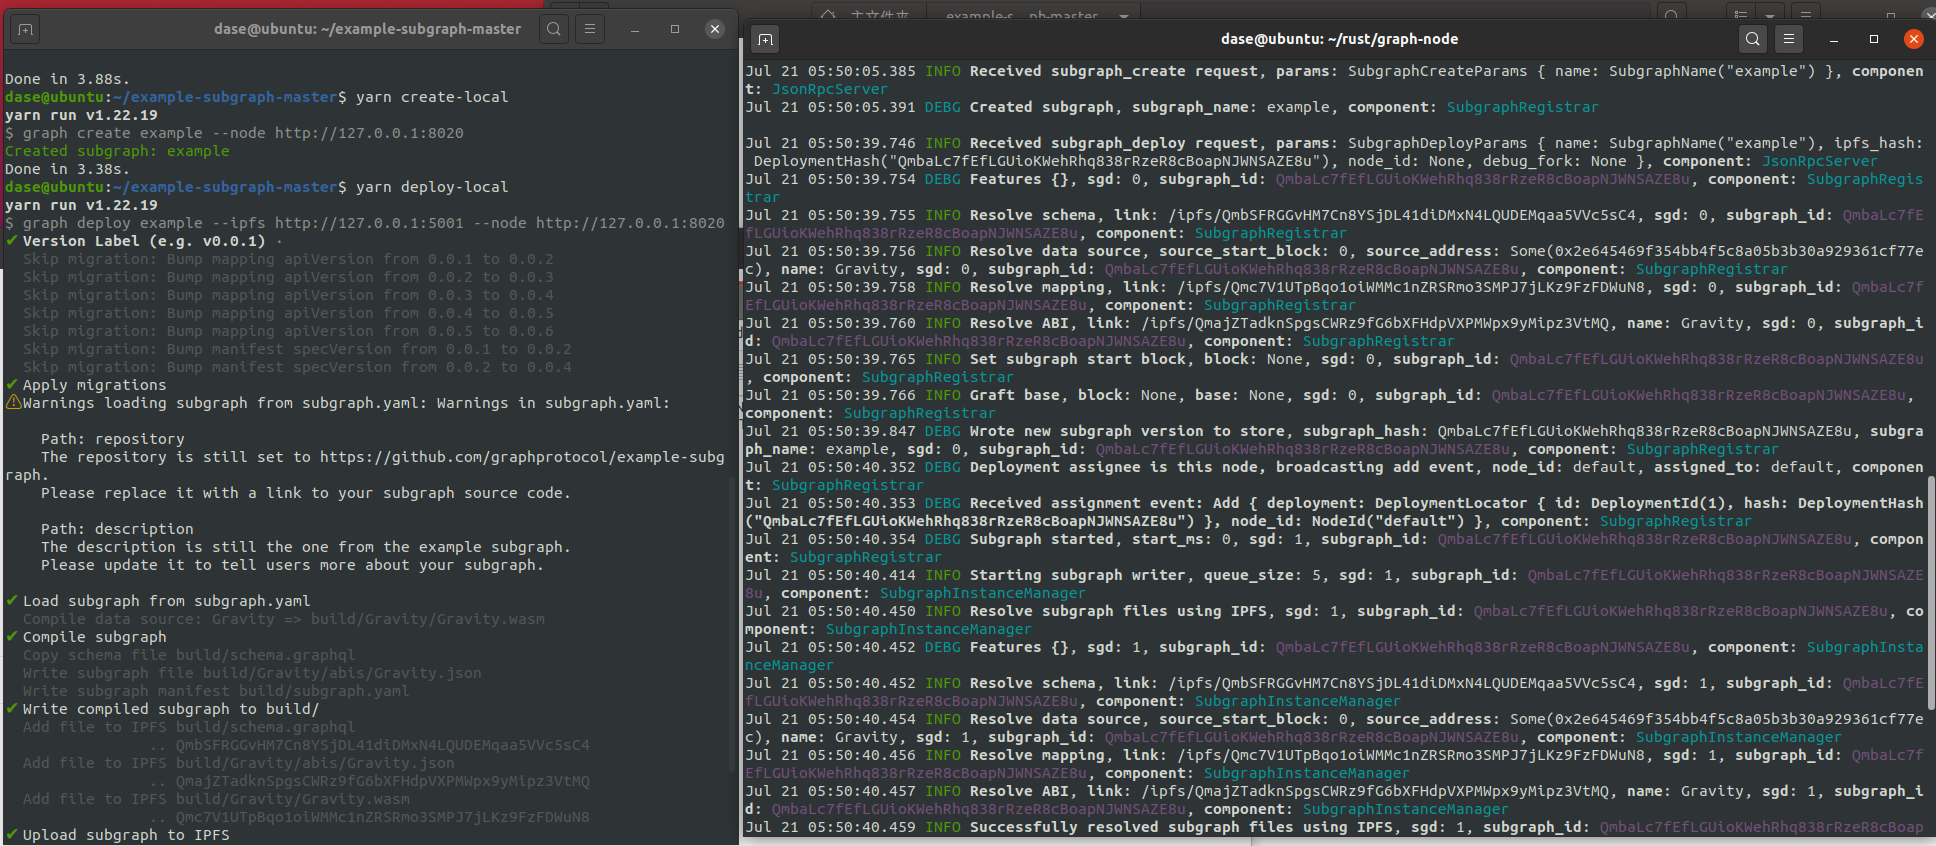 主文件夹
example-s
pb-master
dase@ubuntu: ~/example-subgraph-master
Done in 3.88s.
dase@ubuntu:~/example-subgraph-master$ yarn create-local
yarn run v1.22.19
$ graph create example --node http://127.0.0.1:8020
Created subgraph: example
Done in 3.38s.
dase@ubuntu:~/example-subgraph-master$ yarn deploy-local
yarn run v1.22.19
$ graph deploy example --ipfs http://127.0.0.1:5001 --node http://127.0.0.1:8020
✔ Version Label (e.g. v0.0.1) ·
Skip migration: Bump mapping apiVersion from 0.0.1 to 0.0.2
Skip migration: Bump mapping apiVersion from 0.0.2 to 0.0.3
Skip migration: Bump mapping apiVersion from 0.0.3 to 0.0.4
Skip migration: Bump mapping apiVersion from 0.0.4 to 0.0.5
Skip migration: Bump mapping apiVersion from 0.0.5 to 0.0.6
Skip migration: Bump manifest specVersion from 0.0.1 to 0.0.2
Skip migration: Bump manifest specVersion from 0.0.2 to 0.0.4
✔ Apply migrations
⚠Warnings loading subgraph from subgraph.yaml: Warnings in subgraph.yaml:
Path: repository
The repository is still set to https://github.com/graphprotocol/example-subg
raph.
Please replace it with a link to your subgraph source code.
Path: description
The description is still the one from the example subgraph.
Please update it to tell users more about your subgraph.
✔ Load subgraph from subgraph.yaml
Compile data source: Gravity => build/Gravity/Gravity.wasm
✔ Compile subgraph
Copy schema file build/schema.graphql
Write subgraph file build/Gravity/abis/Gravity.json
Write subgraph manifest build/subgraph.yaml
✔ Write compiled subgraph to build/
Add file to IPFS build/schema.graphql
.. QmbSFRGGvHM7Cn8YSjDL41diDMxN4LQUDEMqaa5VVc5sC4
Add file to IPFS build/Gravity/abis/Gravity.json
.. QmajZTadknSpgsCWRz9fG6bXFHdpVXPMWpx9yMipz3VtMQ
Add file to IPFS build/Gravity/Gravity.wasm
.. Qmc7V1UTpBqo1oiWMMc1nZRSRmo3SMPJ7jLKz9FzFDWuN8
✔ Upload subgraph to IPFS
dase@ubuntu: ~/rust/graph-node
Jul 21 05:50:05.385 INFO Received subgraph_create request, params: SubgraphCreateParams { name: SubgraphName("example") }, componen
t: JsonRpcServer
Jul 21 05:50:05.391 DEBG Created subgraph, subgraph_name: example, component: SubgraphRegistrar
Jul 21 05:50:39.746 INFO Received subgraph_deploy request, params: SubgraphDeployParams { name: SubgraphName("example"), ipfs_hash:
DeploymentHash("QmbaLc7fEfLGUioKWehRhq838rRzeR8cBoapNJWNSAZE8u"), node_id: None, debug_fork: None }, component: JsonRpcServer
Jul 21 05:50:39.754 DEBG Features {}, sgd: 0, subgraph_id: QmbaLc7fEfLGUioKWehRhq838rRzeR8cBoapNJWNSAZE8u, component: SubgraphRegis
trar
Jul 21 05:50:39.755 INFO Resolve schema, link: /ipfs/QmbSFRGGvHM7Cn8YSjDL41diDMxN4LQUDEMqaa5VVc5sC4, sgd: 0, subgraph_id: QmbaLc7fE
fLGUioKWehRhq838rRzeR8cBoapNJWNSAZE8u, component: SubgraphRegistrar
Jul 21 05:50:39.756 INFO Resolve data source, source_start_block: 0, source_address: Some(0x2e645469f354bb4f5c8a05b3b30a929361cf77e
c), name: Gravity, sgd: 0, subgraph_id: QmbaLc7fEfLGUioKWehRhq838rRzeR8cBoapNJWNSAZE8u, component: SubgraphRegistrar
Jul 21 05:50:39.758 INFO Resolve mapping, link: /ipfs/Qmc7V1UTpBqo1oiWMMc1nZRSRmo3SMPJ7jLKz9FzFDWuN8, sgd: 0, subgraph_id: QmbaLc7f
EfLGUioKWehRhq838rRzeR8cBoapNJWNSAZE8u, component: SubgraphRegistrar
Jul 21 05:50:39.760 INFO Resolve ABI, link: /ipfs/QmajZTadknSpgsCWRz9fG6bXFHdpVXPMWpx9yMipz3VtMQ, name: Gravity, sgd: 0, subgraph_i
d: QmbaLc7fEfLGUioKWehRhq838rRzeR8cBoapNJWNSAZE8u, component: SubgraphRegistrar
Jul 21 05:50:39.765 INFO Set subgraph start block, block: None, sgd: 0, subgraph_id: QmbaLc7fEfLGUioKWehRhq838rRzeR8cBoapNJWNSAZE8u
, component: SubgraphRegistrar
Jul 21 05:50:39.766 INFO Graft base, block: None, base: None, sgd: 0, subgraph_id: QmbaLc7fEfLGUioKWehRhq838rRzeR8cBoapNJWNSAZE8u,
component: SubgraphRegistrar
Jul 21 05:50:39.847 DEBG Wrote new subgraph version to store, subgraph_hash: QmbaLc7fEfLGUioKWehRhq838rRzeR8cBoapNJWNSAZE8u, subgra
ph_name: example, sgd: 0, subgraph_id: QmbaLc7fEfLGUioKWehRhq838rRzeR8cBoapNJWNSAZE8u, component: SubgraphRegistrar
Jul 21 05:50:40.352 DEBG Deployment assignee is this node, broadcasting add event, node_id: default, assigned_to: default, componen
t: SubgraphRegistrar
Jul 21 05:50:40.353 DEBG Received assignment event: Add { deployment: DeploymentLocator { id: DeploymentId(1), hash: DeploymentHash
("QmbaLc7fEfLGUioKWehRhq838rRzeR8cBoapNJWNSAZE8u") }, node_id: NodeId("default") }, component: SubgraphRegistrar
Jul 21 05:50:40.354 DEBG Subgraph started, start_ms: 0, sgd: 1, subgraph_id: QmbaLc7fEfLGUioKWehRhq838rRzeR8cBoapNJWNSAZE8u, compon
ent: SubgraphRegistrar
Jul 21 05:50:40.414 INFO Starting subgraph writer, queue_size: 5, sgd: 1, subgraph_id: QmbaLc7fEfLGUioKWehRhq838rRzeR8cBoapNJWNSAZE
8u, component: SubgraphInstanceManager
Jul 21 05:50:40.450 INFO Resolve subgraph files using IPFS, sgd: 1, subgraph_id: QmbaLc7fEfLGUioKWehRhq838rRzeR8cBoapNJWNSAZE8u, co
mponent: SubgraphInstanceManager
Jul 21 05:50:40.452 DEBG Features {}, sgd: 1, subgraph_id: QmbaLc7fEfLGUioKWehRhq838rRzeR8cBoapNJWNSAZE8u, component: SubgraphInsta
nceManager
Jul 21 05:50:40.452 INFO Resolve schema, link: /ipfs/QmbSFRGGvHM7Cn8YSjDL41diDMxN4LQUDEMqaa5VVc5sC4, sgd: 1, subgraph_id: QmbaLc7fE
fLGUioKWehRhq838rRzeR8cBoapNJWNSAZE8u, component: SubgraphInstanceManager
Jul 21 05:50:40.454 INFO Resolve data source, source_start_block: 0, source_address: Some(0x2e645469f354bb4f5c8a05b3b30a929361cf77e
c), name: Gravity, sgd: 1, subgraph_id: QmbaLc7fEfLGUioKWehRhq838rRzeR8cBoapNJWNSAZE8u, component: SubgraphInstanceManager
Jul 21 05:50:40.456 INFO Resolve mapping, link: /ipfs/Qmc7V1UTpBqo1oiWMMc1nZRSRmo3SMPJ7jLKz9FzFDWuN8, sgd: 1, subgraph_id: QmbaLc7f
EfLGUioKWehRhq838rRzeR8cBoapNJWNSAZE8u, component: SubgraphInstanceManager
Jul 21 05:50:40.457 INFO Resolve ABI, link: /ipfs/QmajZTadknSpgsCWRz9fG6bXFHdpVXPMWpx9yMipz3VtMQ, name: Gravity, sgd: 1, subgraph_i
d: QmbaLc7fEfLGUioKWehRhq838rRzeR8cBoapNJWNSAZE8u, component: SubgraphInstanceManager
Jul 21 05:50:40.459 INFO Successfully resolved subgraph files using IPFS, sgd: 1, subgraph_id: QmbaLc7fEfLGUioKWehRhq838rRzeR8cBoap